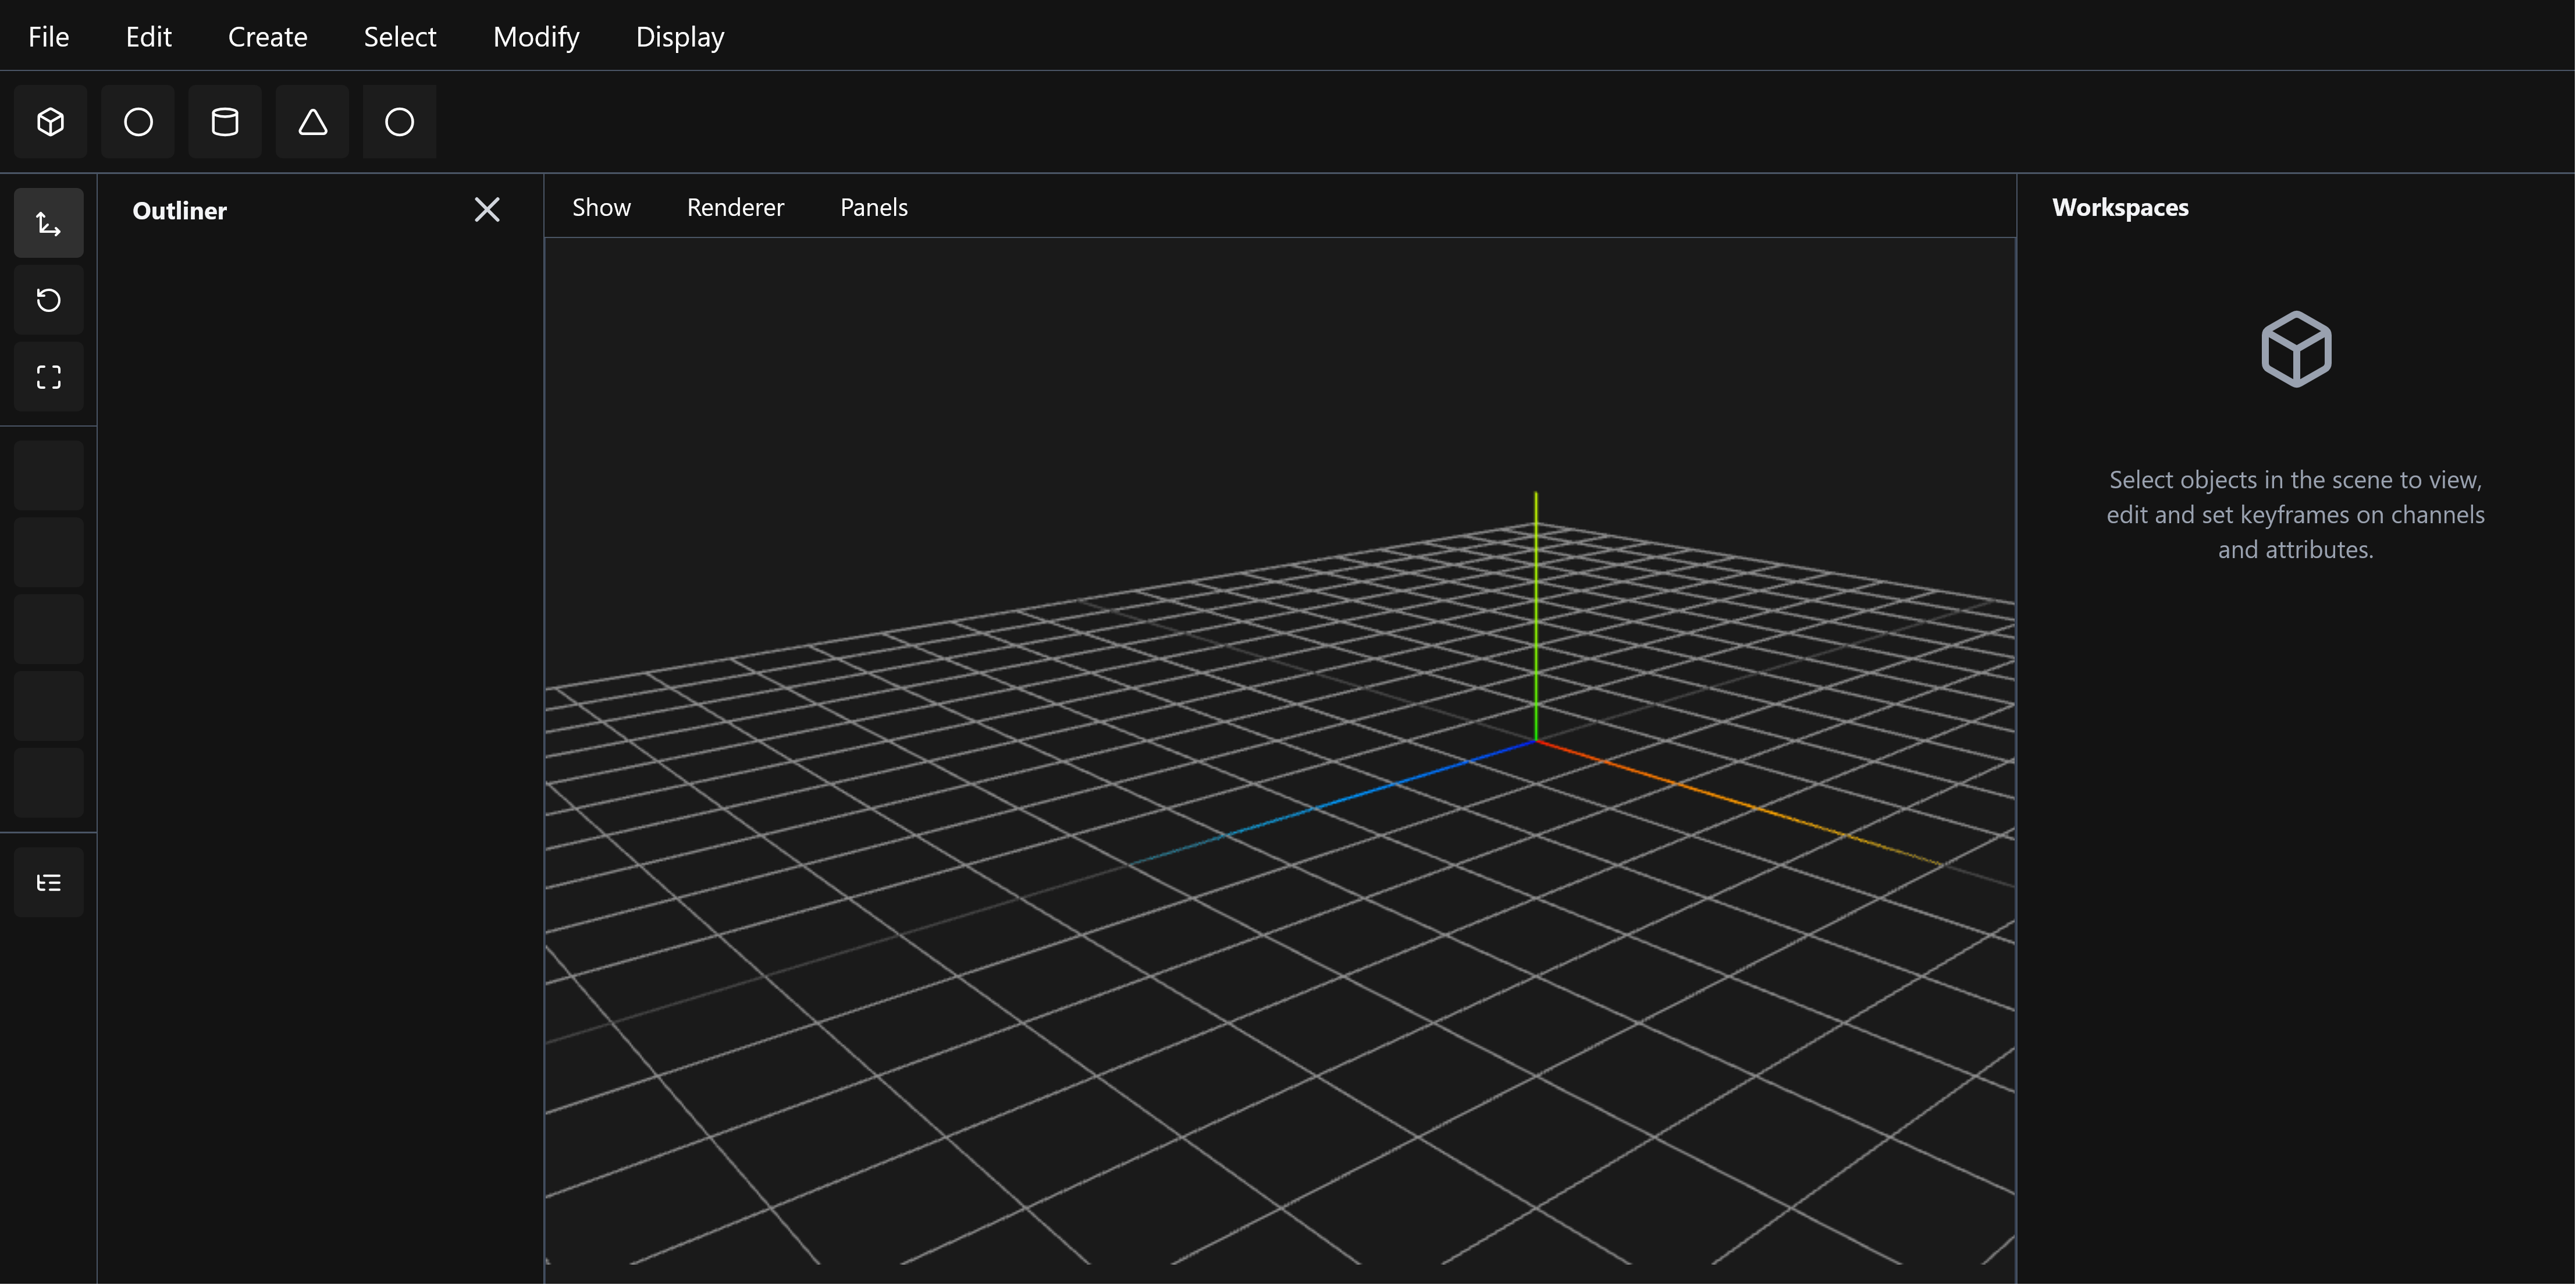 File Edit Create Select Modify Display
Outliner
Show Renderer Panels
Workspaces
Select objects in the scene to view,
edit and set keyframes on channels
and attributes.